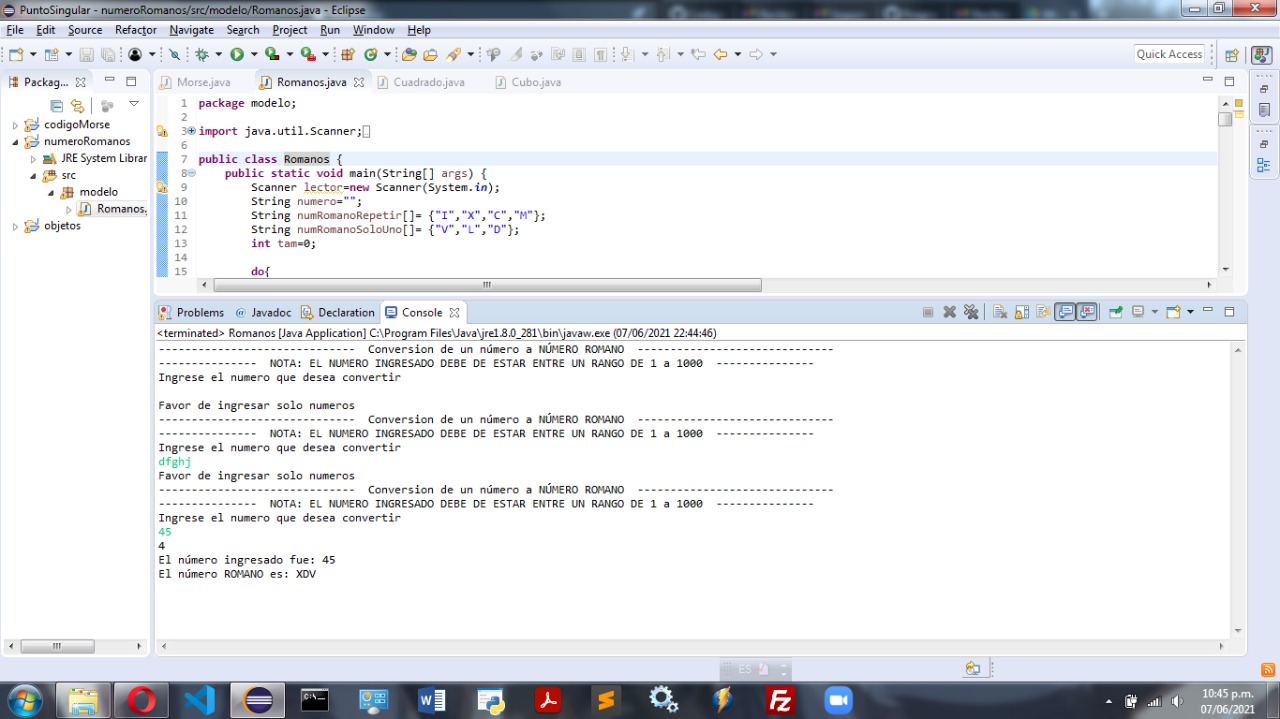 PuntoSingular - numeroRomanos/src/modelo/Romanos.java - Eclipse
File Edit Source Refactor Navigate Search Project Run Window Help
Quick Access
Packag...
Morse.java Romanos.java Cuadrado.java Cubo.java
codigoMorse
numeroRomanos
JRE System Librar
src
modelo
Romanos.
objetos
1 package modelo;
2
3 import java.util.Scanner;
6
7 public class Romanos {
8 public static void main(String[] args) {
9 Scanner lector=new Scanner(System.in);
10 String numero="";
11 String numRomanoRepetir[]= {"I","X","C","M"};
12 String numRomanoSoloUno[]= {"V","L","D"};
13 int tam=0;
14
15 do{
Problems @ Javadoc Declaration Console
<terminated> Romanos [Java Application] C:\Program Files\Java\jre1.8.0_281\bin\javaw.exe (07/06/2021 22:44:46)
------------------------------ Conversion de un número a NÚMERO ROMANO ------------------------------
--------------- NOTA: EL NUMERO INGRESADO DEBE DE ESTAR ENTRE UN RANGO DE 1 a 1000 ---------------
Ingrese el numero que desea convertir
Favor de ingresar solo numeros
------------------------------ Conversion de un número a NÚMERO ROMANO ------------------------------
--------------- NOTA: EL NUMERO INGRESADO DEBE DE ESTAR ENTRE UN RANGO DE 1 a 1000 ---------------
Ingrese el numero que desea convertir
dfghj
Favor de ingresar solo numeros
------------------------------ Conversion de un número a NÚMERO ROMANO ------------------------------
--------------- NOTA: EL NUMERO INGRESADO DEBE DE ESTAR ENTRE UN RANGO DE 1 a 1000 ---------------
Ingrese el numero que desea convertir
45
4
El número ingresado fue: 45
El número ROMANO es: XDV
ES
10:45 p.m.
07/06/2021